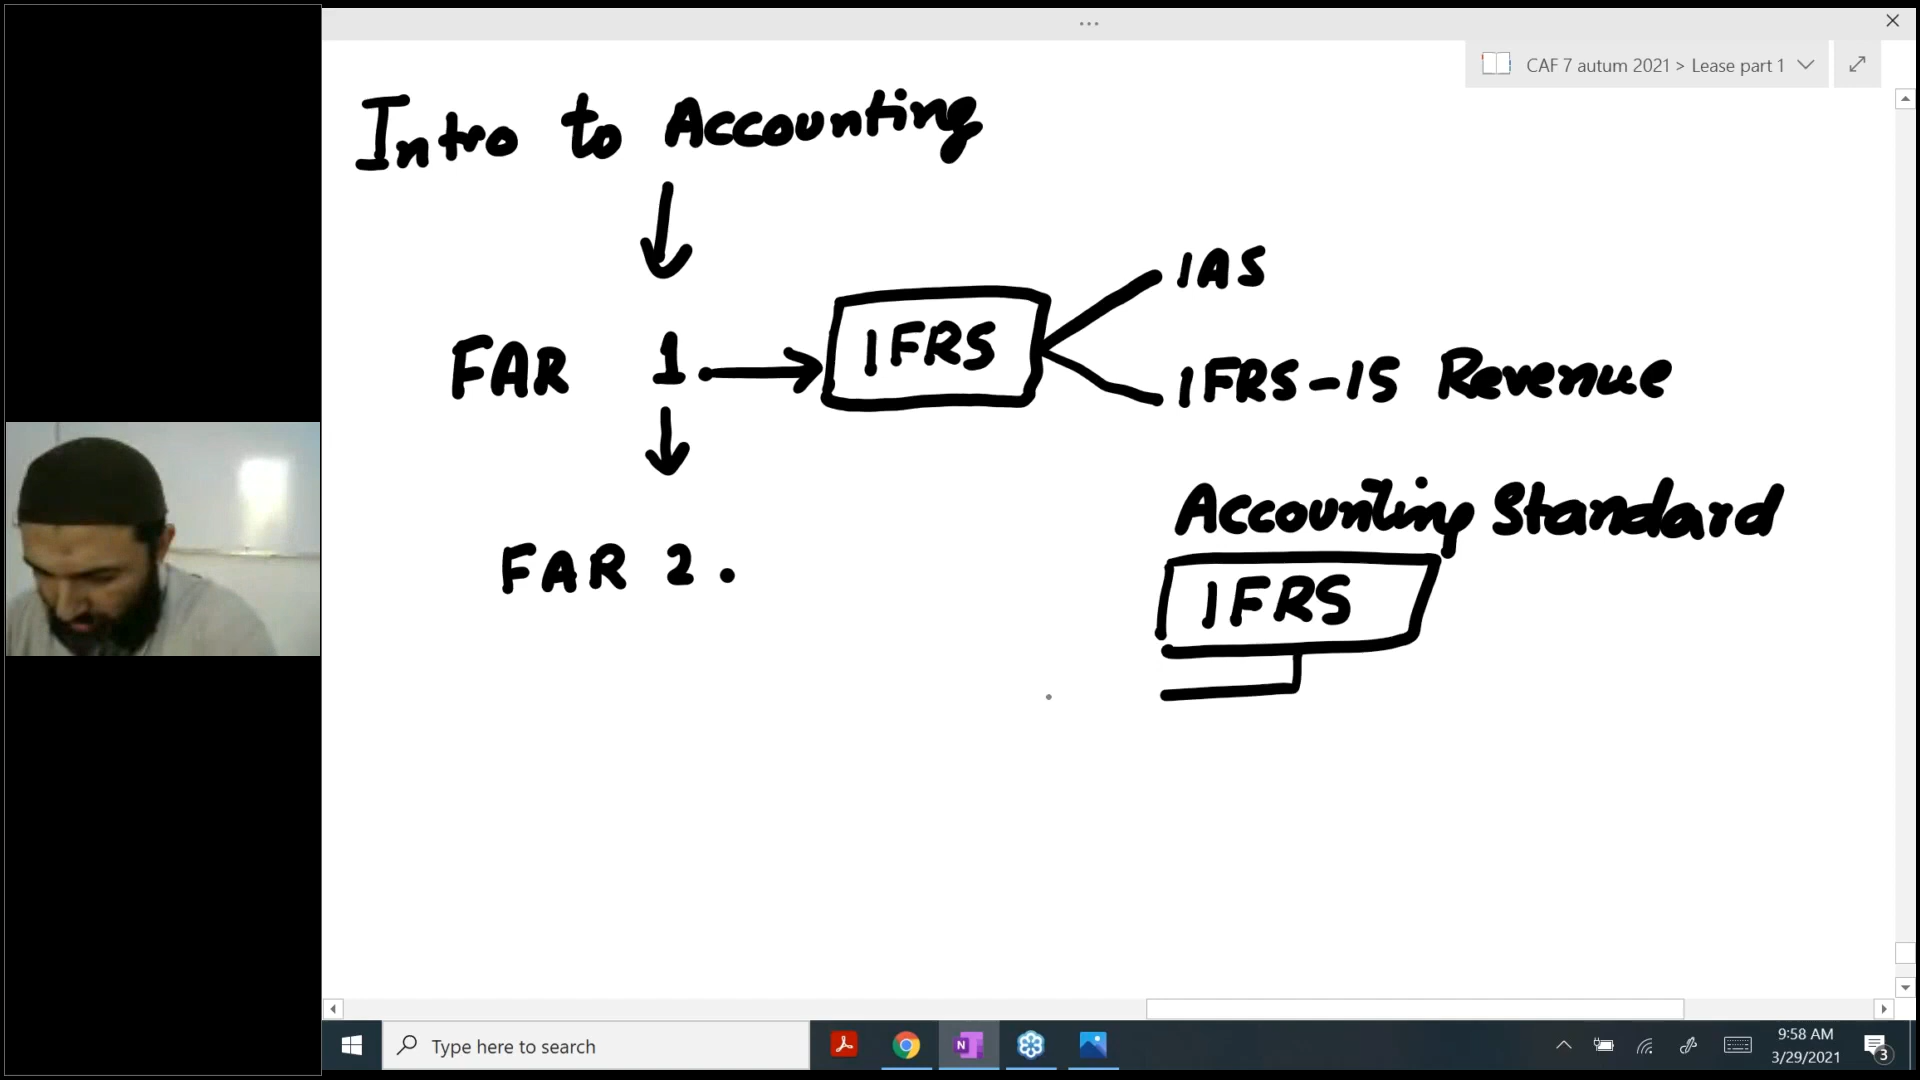 CAF 7 autum 2021 > Lease part 1
Intro to Accounting
IAS
FAR 1 IFRS
IFRS-15 Revenue
Accounting Standard
FAR 2.
IFRS
Type here to search
N
9:58 AM
3/29/2021
3